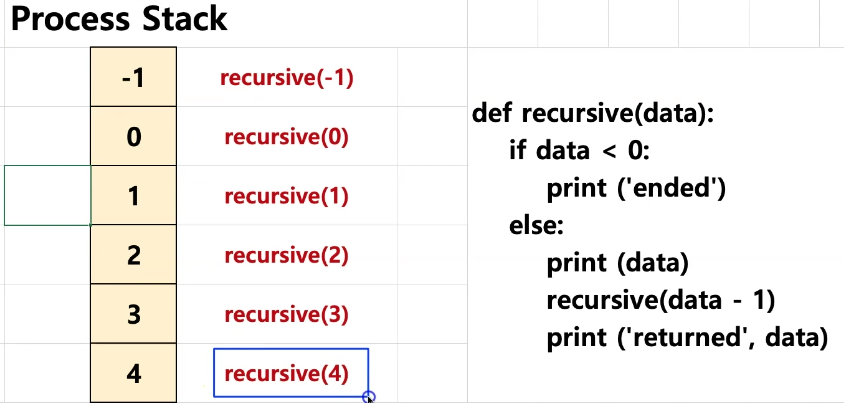 Process Stack
-1 recursive(-1)
0 recursive(0)
1 recursive(1)
2 recursive(2)
3 recursive(3)
4 recursive(4)
def recursive(data):
if data < 0:
print ('ended')
else:
print (data)
recursive(data - 1)
print ('returned', data)